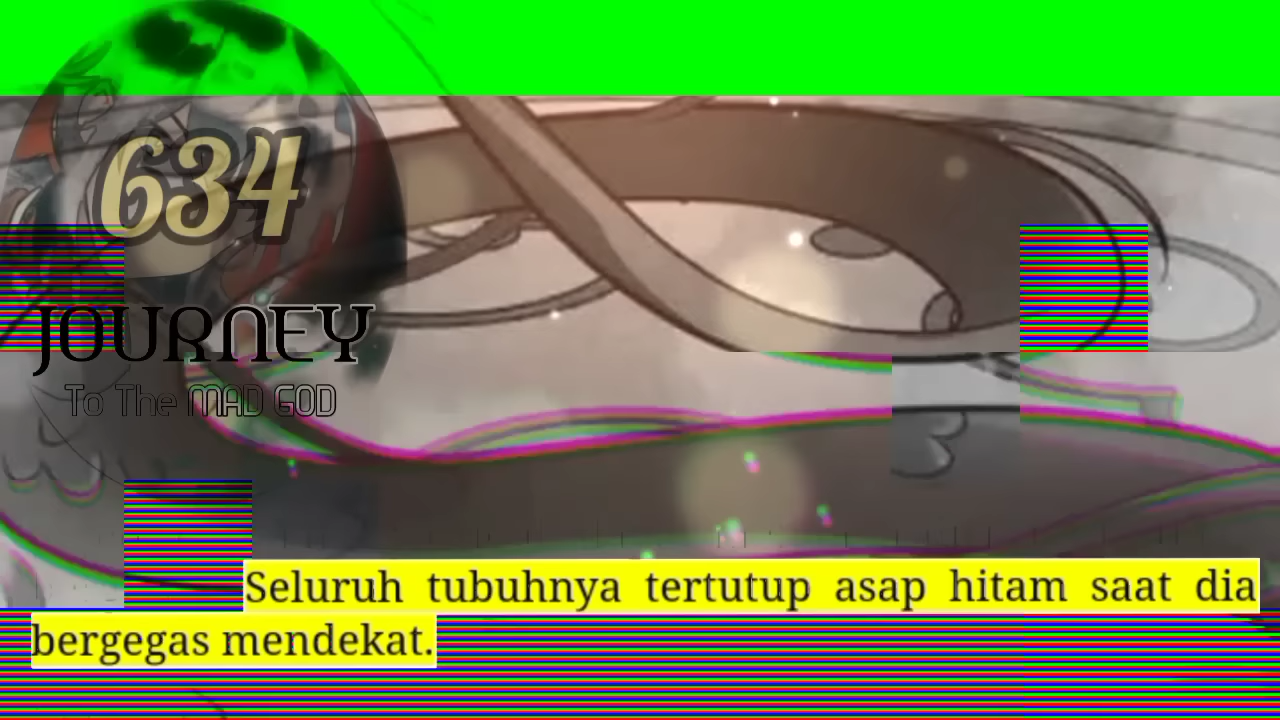 634
JOURNEY
To The MAD GOD
Seluruh tubuhnya tertutup asap hitam saat dia
bergegas mendekat.